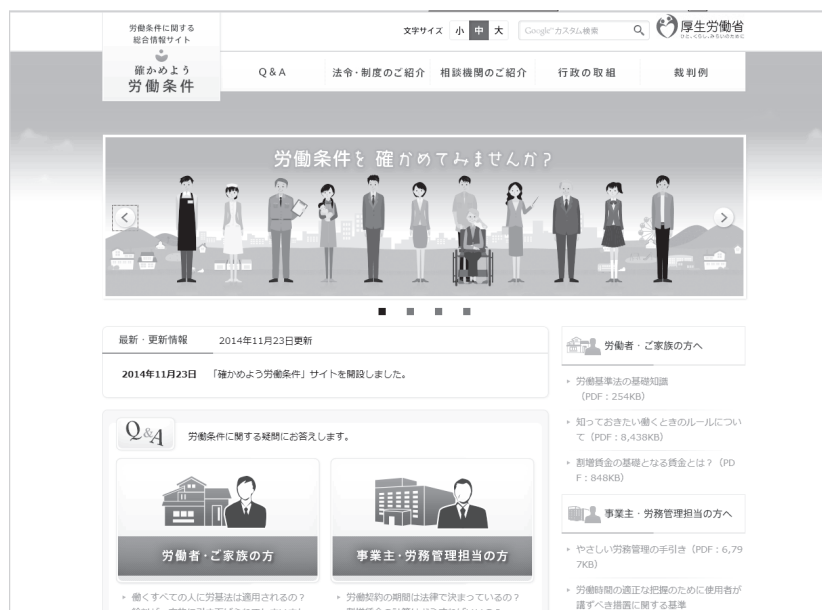 労働条件に関する
総合情報サイト
確かめよう
労働条件
文字サイズ 小 中 大
Google カスタム検索
厚生労働省
ひと、くらし、みらいのために
Q&A 法令・制度のご紹介 相談機関のご紹介 行政の取組 裁判例
労働条件を 確かめてみませんか?
最新・更新情報 2014年11月23日更新
2014年11月23日 「確かめよう労働条件」サイトを開設しました。
Q&A 労働条件に関する疑問にお答えします。
労働者・ご家族の方
働くすべての人に労基法は適用されるの?
事業主・労務管理担当の方
労働契約の期間は法律で決まっているの?
労働者・ご家族の方へ
労働基準法の基礎知識
(PDF:254KB)
知っておきたい働くときのルールについ
て(PDF:8,438KB)
割増賃金の基礎となる賃金とは?(PD
F:848KB)
事業主・労務管理担当の方へ
やさしい労務管理の手引き(PDF:6,79
7KB)
労働時間の適正な把握のために使用者が
講ずべき措置に関する基準